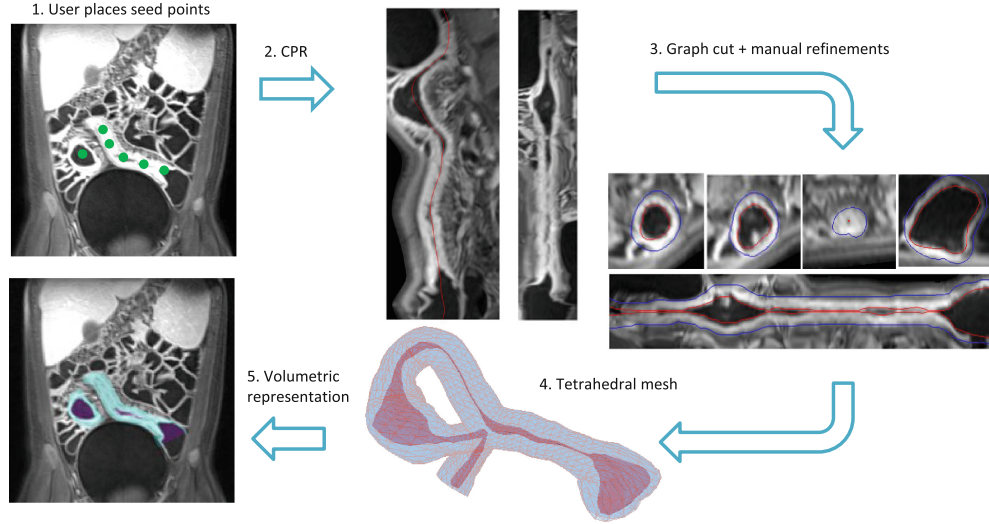 1. User places seed points
2. CPR
3. Graph cut + manual refinements
4. Tetrahedral mesh
5. Volumetric
representation